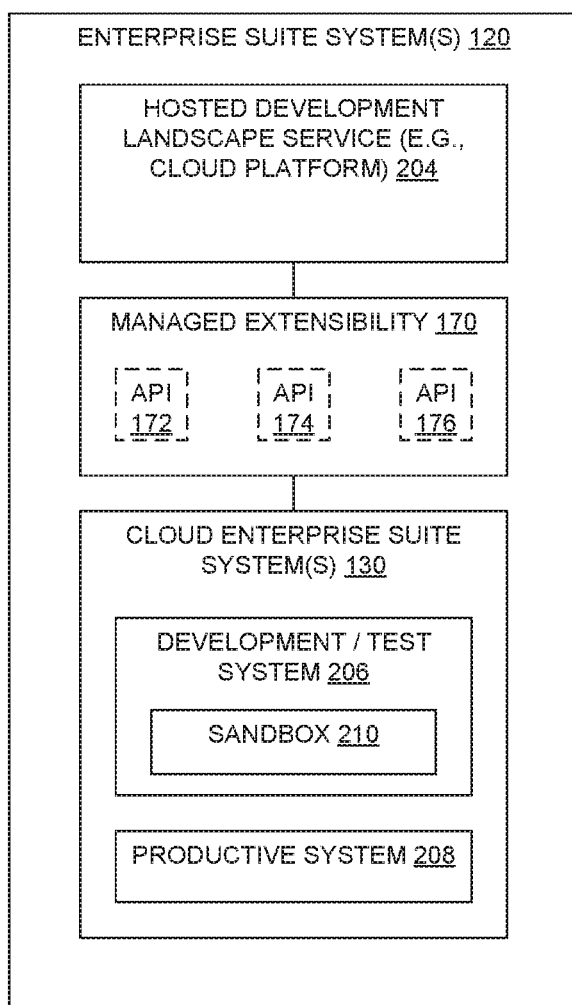 ENTERPRISE SUITE SYSTEM(S) 120
HOSTED DEVELOPMENT
LANDSCAPE SERVICE (E.G.,
CLOUD PLATFORM) 204
MANAGED EXTENSIBILITY 170
API API API
172 174 176
CLOUD ENTERPRISE SUITE
SYSTEM(S) 130
DEVELOPMENT / TEST
SYSTEM 206
SANDBOX 210
PRODUCTIVE SYSTEM 208